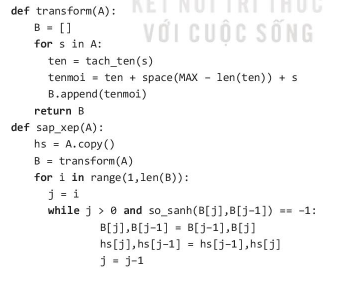 KẾT NỐI TRI THỨC
VỚI CUỘC SỐNG
def transform(A):
    B = []
    for s in A:
        ten = tach_ten(s)
        tenmoi = ten + space(MAX – len(ten)) + s
        B.append(tenmoi)
    return B
def sap_xep(A):
    hs = A.copy()
    B = transform(A)
    for i in range(1,len(B)):
        j = i
        while j > 0 and so_sanh(B[j],B[j-1]) == -1:
            B[j],B[j-1] = B[j-1],B[j]
            hs[j],hs[j-1] = hs[j-1],hs[j]
            j = j-1